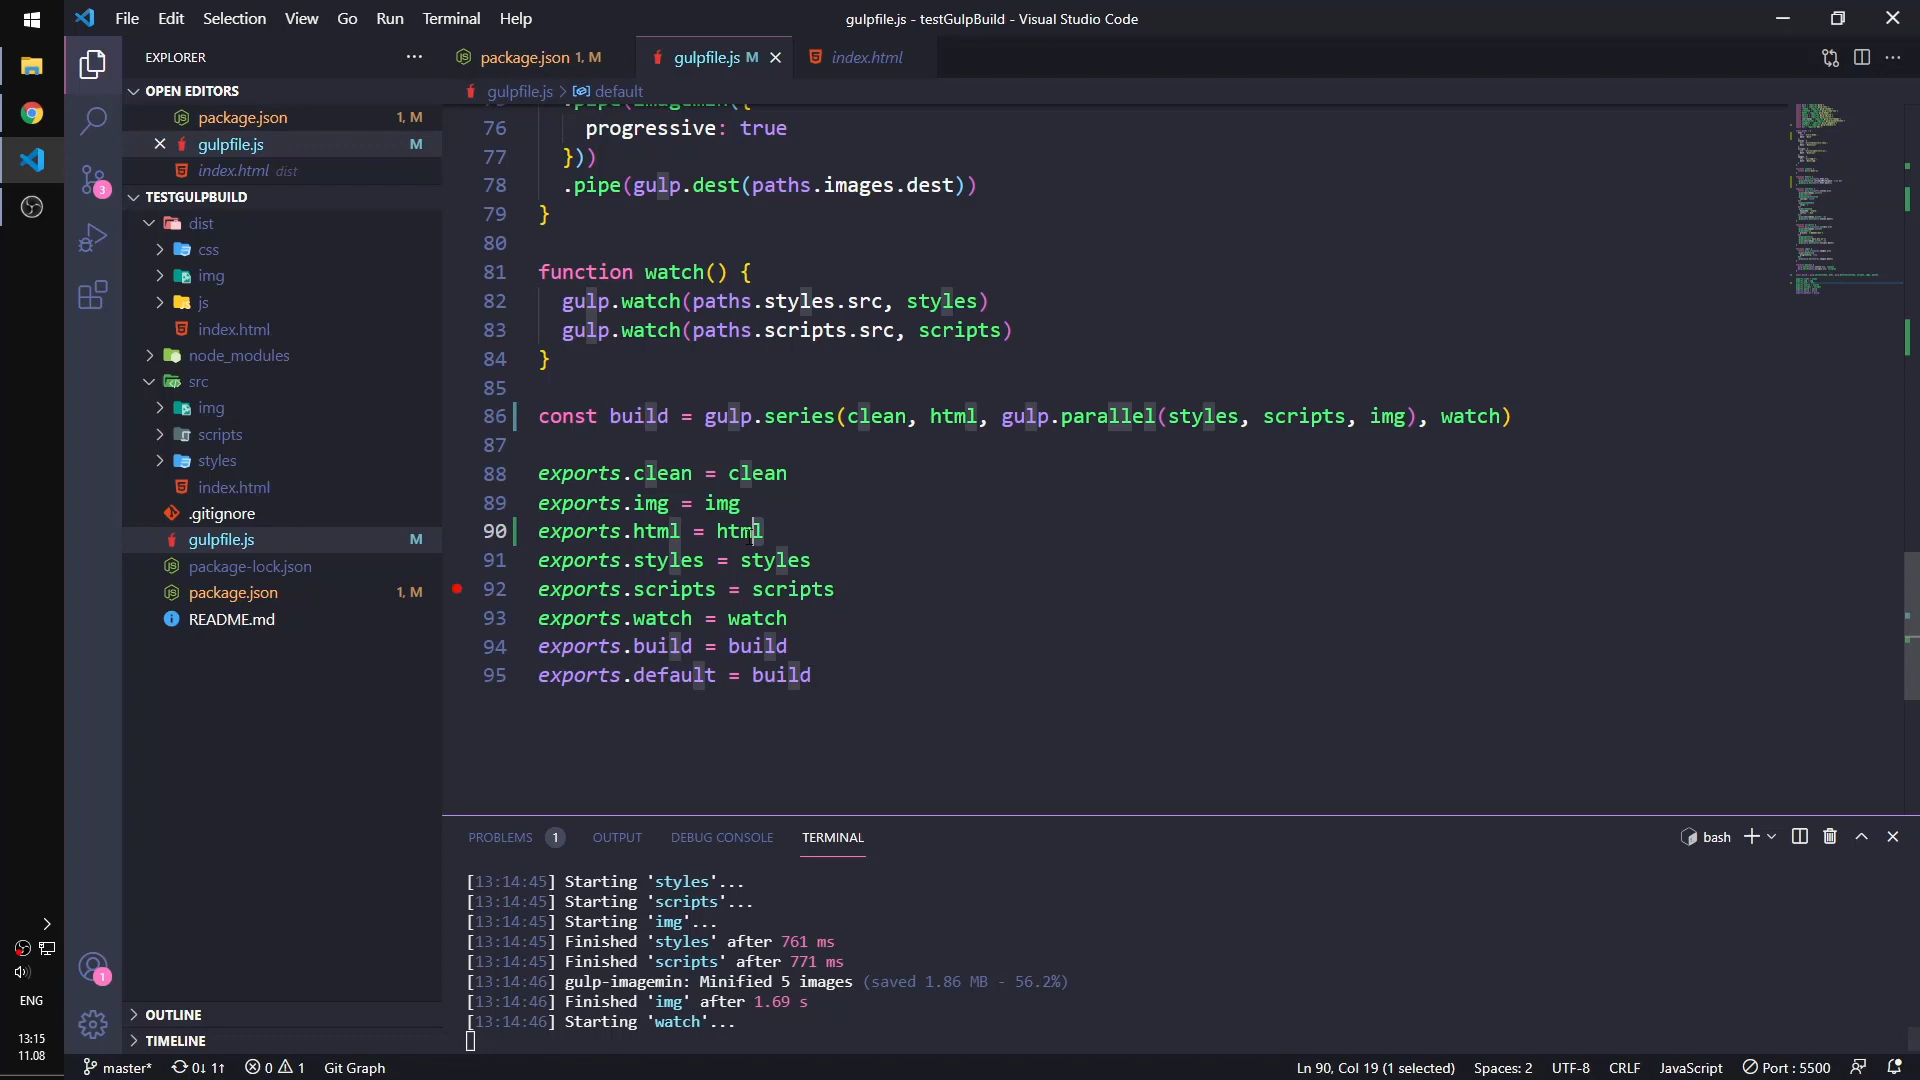 File Edit Selection View Go Run Terminal Help
gulpfile.js - testGulpBuild - Visual Studio Code
EXPLORER
package.json 1, M
gulpfile.js M
index.html
OPEN EDITORS
package.json 1, M
gulpfile.js M
index.html dist
TESTGULPBUILD
dist
css
img
js
index.html
node_modules
src
img
scripts
styles
index.html
.gitignore
gulpfile.js M
package-lock.json
package.json 1, M
README.md
OUTLINE
TIMELINE
3
1
gulpfile.js > default
.pipe(imagemin({
76 progressive: true
77 }))
78 .pipe(gulp.dest(paths.images.dest))
79 }
80
81 function watch() {
82 gulp.watch(paths.styles.src, styles)
83 gulp.watch(paths.scripts.src, scripts)
84 }
85
86 const build = gulp.series(clean, html, gulp.parallel(styles, scripts, img), watch)
87
88 exports.clean = clean
89 exports.img = img
90 exports.html = html
91 exports.styles = styles
92 exports.scripts = scripts
93 exports.watch = watch
94 exports.build = build
95 exports.default = build
PROBLEMS 1 OUTPUT DEBUG CONSOLE TERMINAL
bash
[13:14:45] Starting 'styles'...
[13:14:45] Starting 'scripts'...
[13:14:45] Starting 'img'...
[13:14:45] Finished 'styles' after 761 ms
[13:14:45] Finished 'scripts' after 771 ms
[13:14:46] gulp-imagemin: Minified 5 images (saved 1.86 MB - 56.2%)
[13:14:46] Finished 'img' after 1.69 s
[13:14:46] Starting 'watch'...
ENG
13:15
11.08
master* 0↓ 1↑ 0 1 Git Graph
Ln 90, Col 19 (1 selected) Spaces: 2 UTF-8 CRLF JavaScript Port : 5500